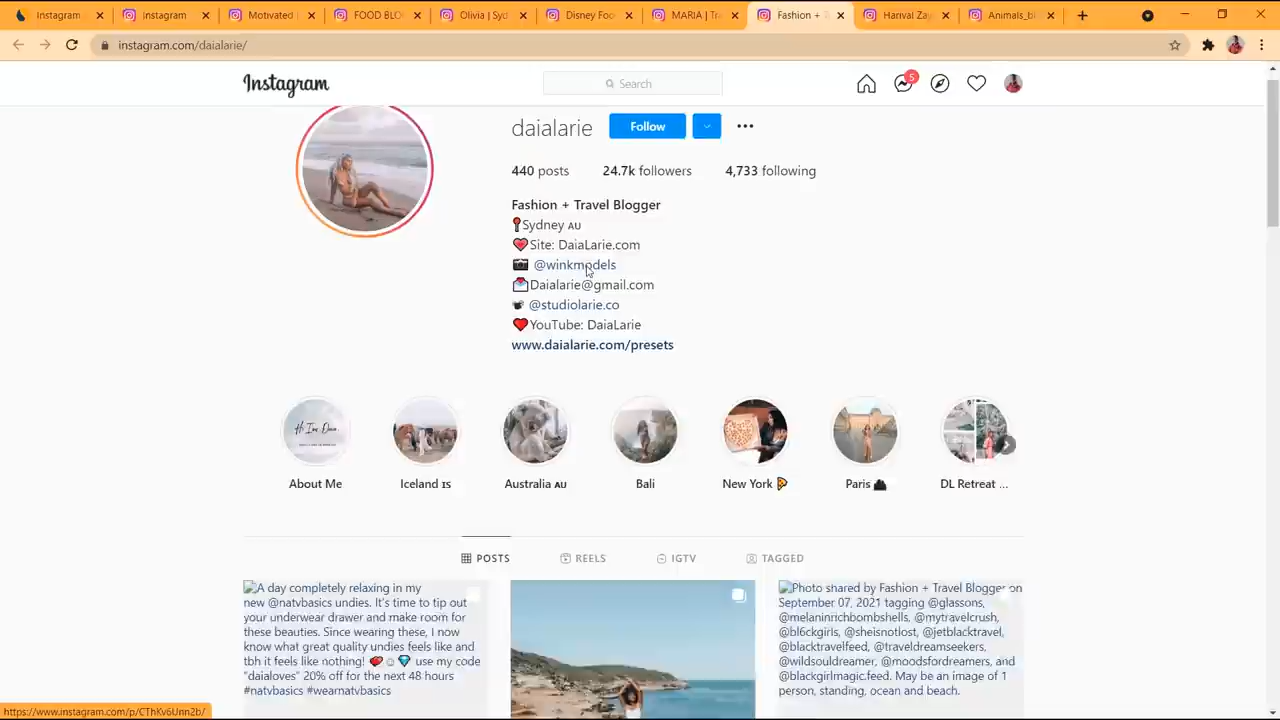 Instagram
Instagram
Motivated
FOOD BLO
Olivia | Syd
Disney Foo
MARIA | Tra
Fashion + T
Harival Zay
Animals_b
instagram.com/daialarie/
Instagram
Search
5
daialarie
Follow
440 posts 24.7k followers 4,733 following
Fashion + Travel Blogger
Sydney AU
Site: DaiaLarie.com
@winkmodels
Daialarie@gmail.com
@studiolarie.co
YouTube: DaiaLarie
www.daialarie.com/presets
Hi I'm Daia.
About Me
Iceland IS
Australia AU
Bali
New York
Paris
DL Retreat ...
POSTS
REELS
IGTV
TAGGED
A day completely relaxing in my
new @natvbasics undies. It's time to tip out
your underwear drawer and make room for
these beauties. Since wearing these, I now
know what great quality undies feels like and
tbh it feels like nothing! use my code
"daialoves" 20% off for the next 48 hours
#natvbasics #wearnatvbasics
Photo shared by Fashion + Travel Blogger on
September 07, 2021 tagging @glassons,
@melaninrichbombshells, @mytravelcrush,
@bl6ckgirls, @sheisnotlost, @jetblacktravel,
@blacktravelfeed, @traveldreamseekers,
@wildsouldreamer, @moodsfordreamers, and
@blackgirlmagic.feed. May be an image of 1
person, standing, ocean and beach.
https://www.instagram.com/p/CThKv6Unn2b/